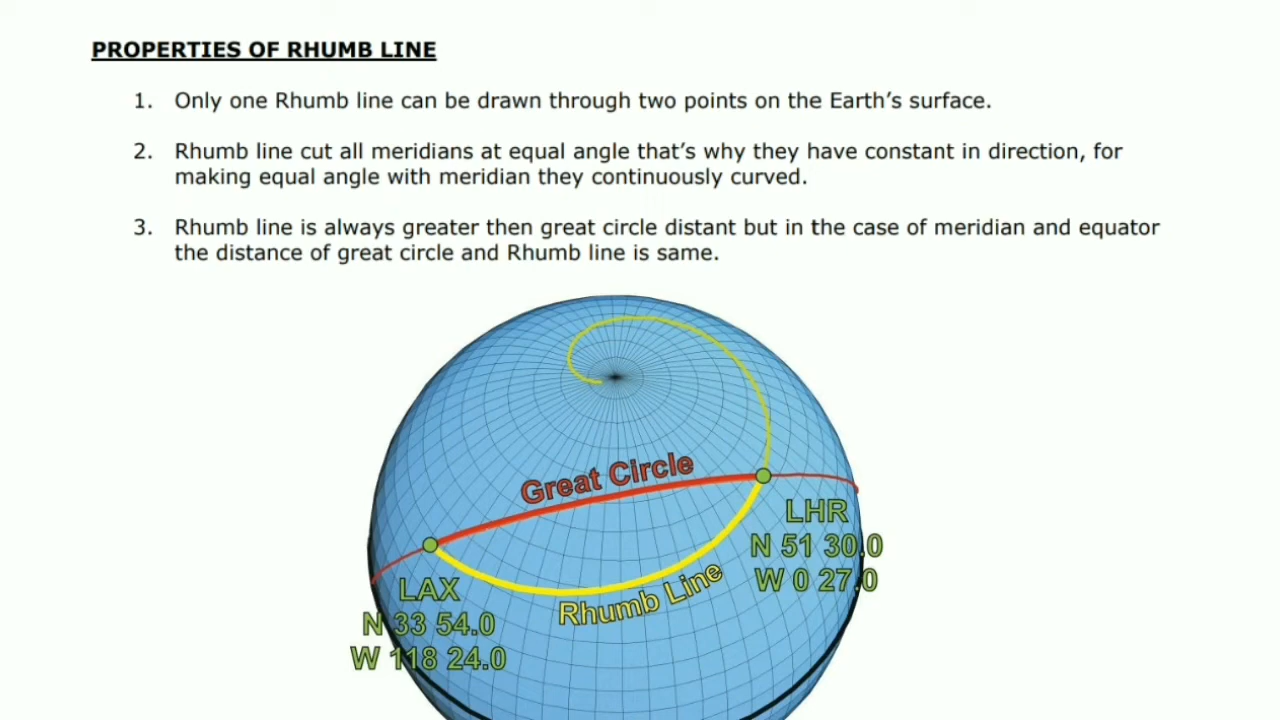 PROPERTIES OF RHUMB LINE
1. Only one Rhumb line can be drawn through two points on the Earth's surface.
2. Rhumb line cut all meridians at equal angle that's why they have constant in direction, for
making equal angle with meridian they continuously curved.
3. Rhumb line is always greater then great circle distant but in the case of meridian and equator
the distance of great circle and Rhumb line is same.
Great Circle
LHR
N 51 30.0
W 0 27.0
Rhumb Line
LAX
N 33 54.0
W 118 24.0